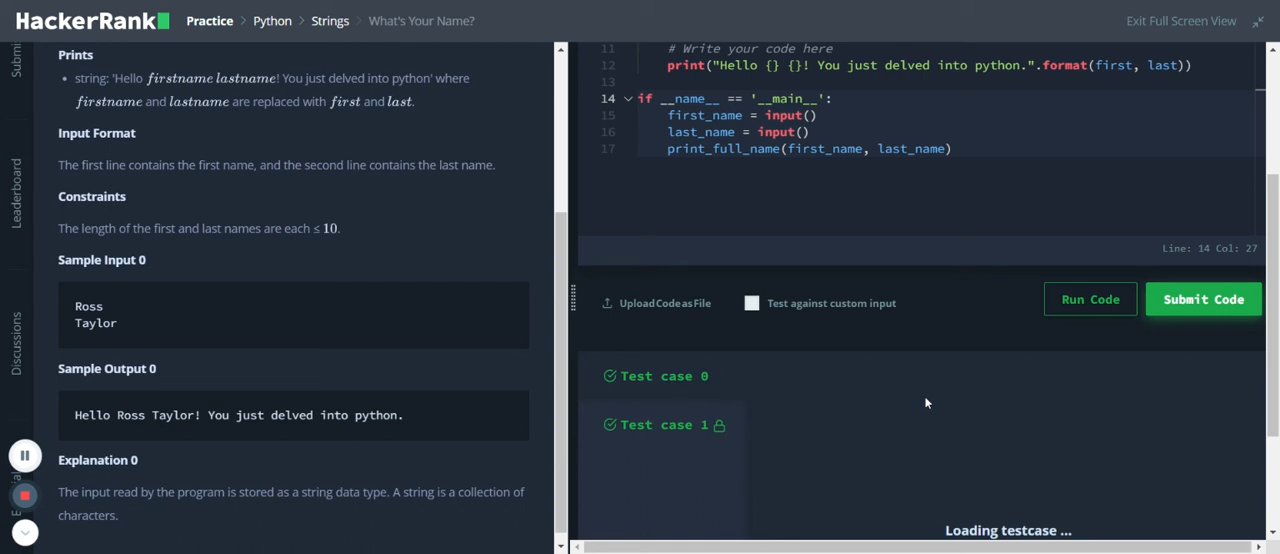 HackerRank Practice > Python > Strings > What's Your Name? Exit Full Screen View
Submi
Leaderboard
Discussions
Prints
• string: 'Hello firstname lastname! You just delved into python' where
firstname and lastname are replaced with first and last.
Input Format
The first line contains the first name, and the second line contains the last name.
Constraints
The length of the first and last names are each ≤ 10.
Sample Input 0
Ross
Taylor
Sample Output 0
Hello Ross Taylor! You just delved into python.
Explanation 0
The input read by the program is stored as a string data type. A string is a collection of
characters.
11 # Write your code here
12 print("Hello {} {}! You just delved into python.".format(first, last))
13
14 if __name__ == '__main__':
15 first_name = input()
16 last_name = input()
17 print_full_name(first_name, last_name)
Line: 14 Col: 27
Upload Code as File Test against custom input Run Code Submit Code
Test case 0
Test case 1
Loading testcase ...